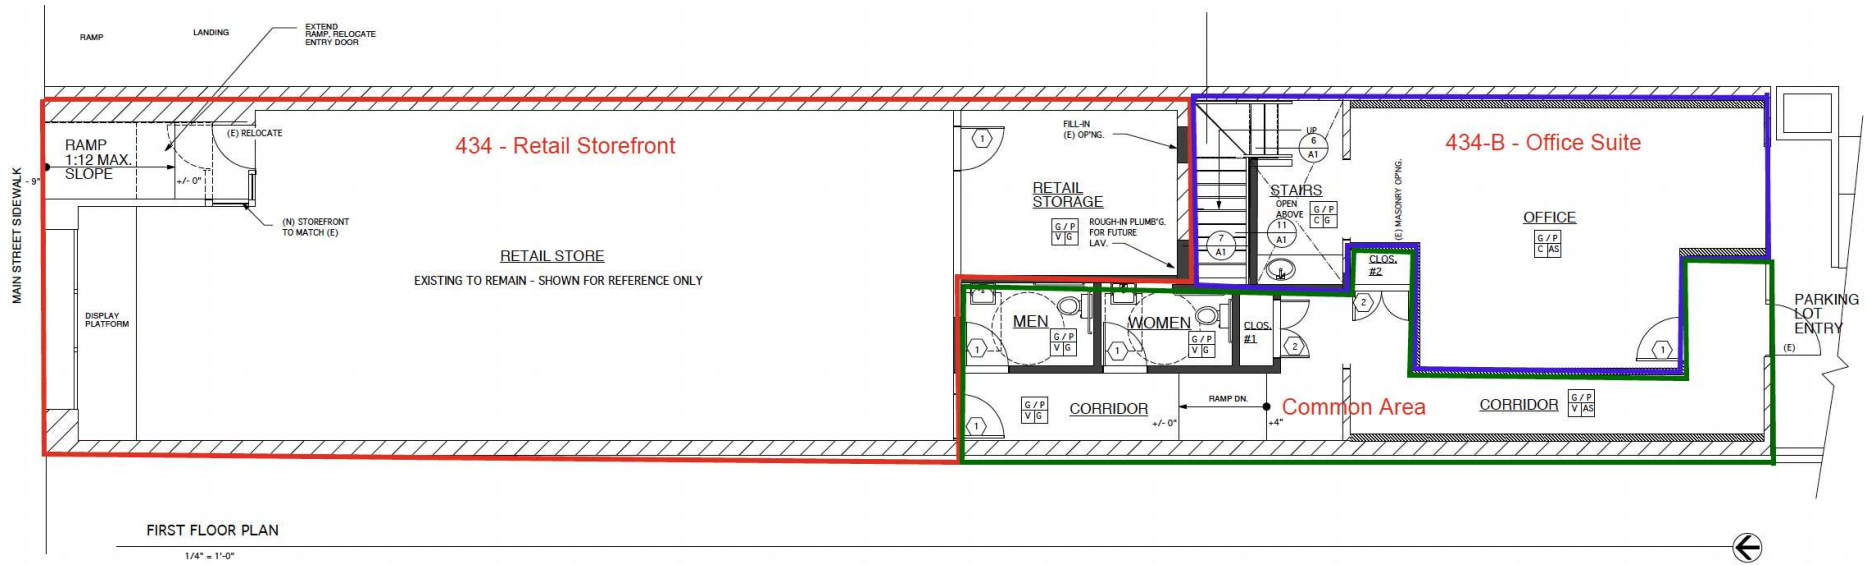 RAMP
LANDING
EXTEND
RAMP, RELOCATE
ENTRY DOOR
RAMP
1:12 MAX.
SLOPE
- 9"
+/- 0"
(E) RELOCATE
(N) STOREFRONT
TO MATCH (E)
MAIN STREET SIDEWALK
DISPLAY
PLATFORM
434 - Retail Storefront
RETAIL STORE
EXISTING TO REMAIN - SHOWN FOR REFERENCE ONLY
1
FILL-IN
(E) OP'NG.
RETAIL
STORAGE
G / P
V G
ROUGH-IN PLUMB'G.
FOR FUTURE
LAV.
UP
6
A1
STAIRS
OPEN
ABOVE
G / P
C G
11
A1
7
A1
(E) MASONRY OP'NG.
434-B - Office Suite
OFFICE
G / P
C AS
CLOS.
#2
2
1
MEN
G / P
V G
1
WOMEN
G / P
V G
1
CLOS.
#1
2
PARKING
LOT
ENTRY
(E)
1
G / P
V G
CORRIDOR
+/- 0"
RAMP DN.
+4"
Common Area
CORRIDOR
G / P
V AS
FIRST FLOOR PLAN
1/4" = 1'-0"